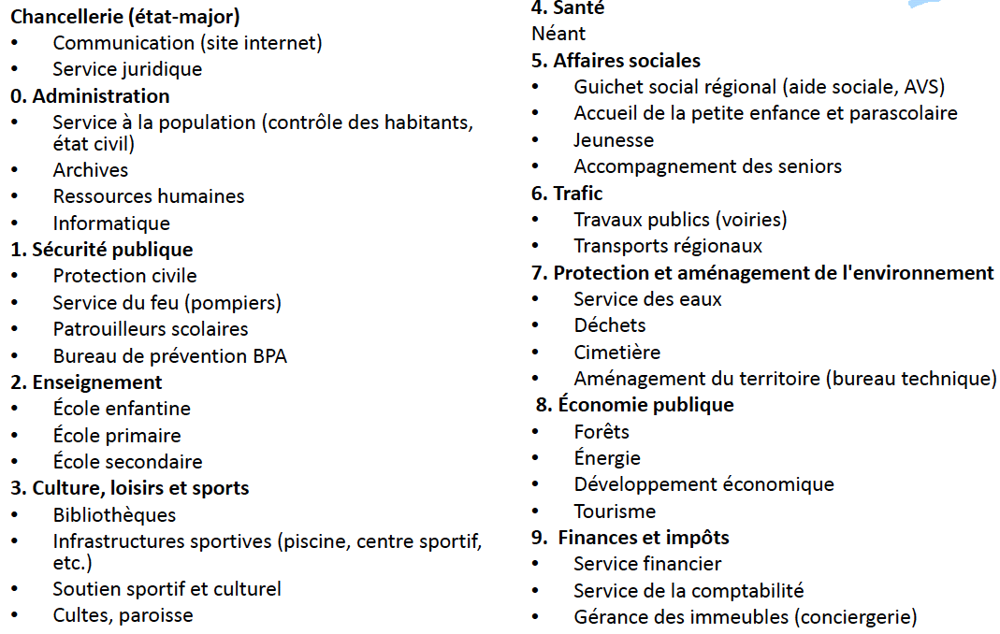 Chancellerie (état-major)
• Communication (site internet)
• Service juridique
0. Administration
• Service à la population (contrôle des habitants,
état civil)
• Archives
• Ressources humaines
• Informatique
1. Sécurité publique
• Protection civile
• Service du feu (pompiers)
• Patrouilleurs scolaires
• Bureau de prévention BPA
2. Enseignement
• École enfantine
• École primaire
• École secondaire
3. Culture, loisirs et sports
• Bibliothèques
• Infrastructures sportives (piscine, centre sportif,
etc.)
• Soutien sportif et culturel
• Cultes, paroisse
4. Santé
Néant
5. Affaires sociales
• Guichet social régional (aide sociale, AVS)
• Accueil de la petite enfance et parascolaire
• Jeunesse
• Accompagnement des seniors
6. Trafic
• Travaux publics (voiries)
• Transports régionaux
7. Protection et aménagement de l'environnement
• Service des eaux
• Déchets
• Cimetière
• Aménagement du territoire (bureau technique)
8. Économie publique
• Forêts
• Énergie
• Développement économique
• Tourisme
9. Finances et impôts
• Service financier
• Service de la comptabilité
• Gérance des immeubles (conciergerie)